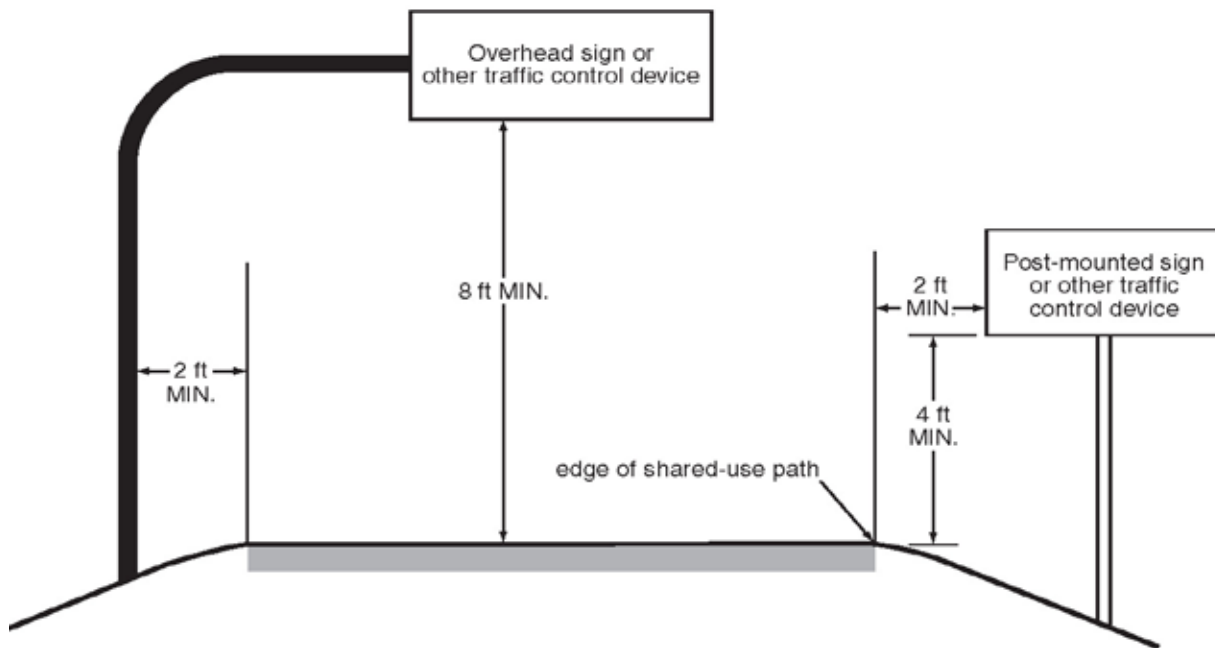 Overhead sign or
other traffic control device
8 ft MIN.
2 ft
MIN.
Post-mounted sign
or other traffic
control device
2 ft
MIN.
4 ft
MIN.
edge of shared-use path